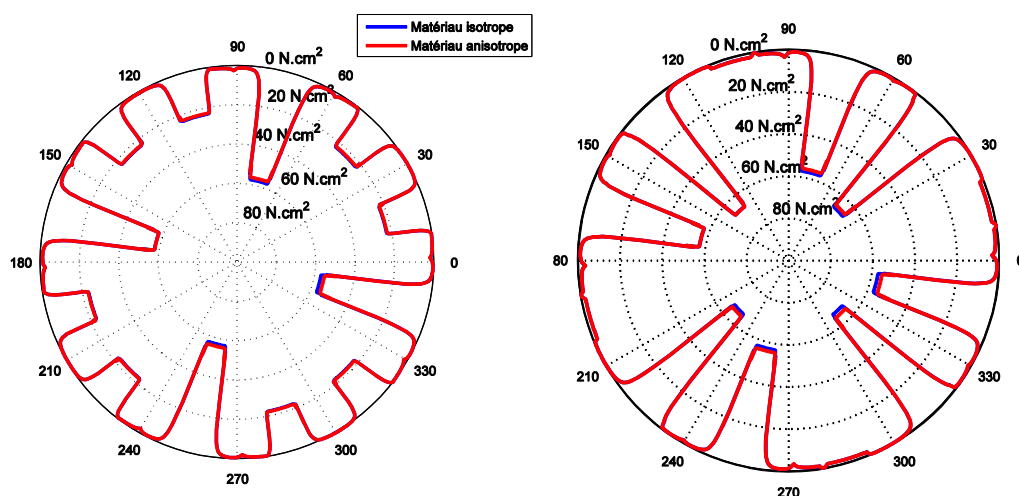 Matériau isotrope
Matériau anisotrope
90
0 N.cm²
60
120
20 N.cm²
40 N.cm²
150
30
60 N.cm²
80 N.cm²
180
0
210
330
240
300
270
90
0 N.cm²
60
120
20 N.cm²
40 N.cm²
150
30
60 N.cm²
80 N.cm²
80
0
210
330
240
300
270